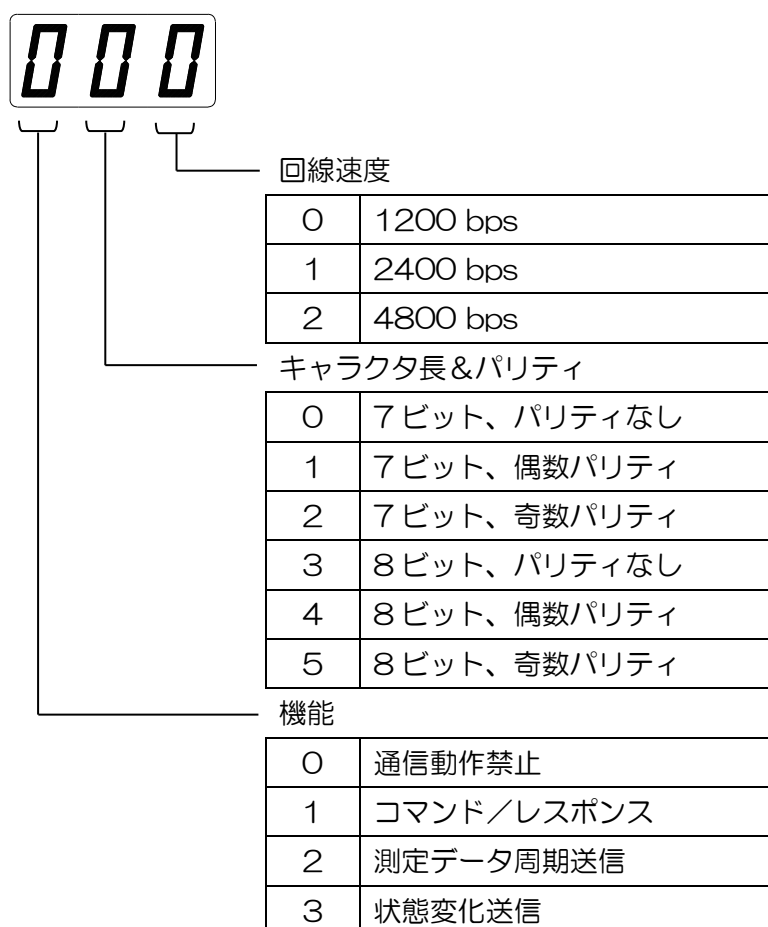 000
回線速度
0 1200 bps
1 2400 bps
2 4800 bps
キャラクタ長&パリティ
0 7ビット、パリティなし
1 7ビット、偶数パリティ
2 7ビット、奇数パリティ
3 8ビット、パリティなし
4 8ビット、偶数パリティ
5 8ビット、奇数パリティ
機能
0 通信動作禁止
1 コマンド/レスポンス
2 測定データ周期送信
3 状態変化送信